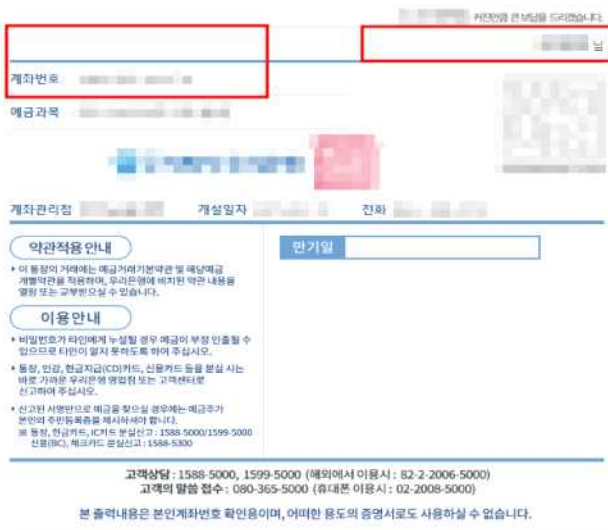 커진만큼 큰 보답을 드리겠습니다.
님
계좌번호
예금과목
계좌관리점 개설일자 전화
약관적용 안내
만기일
▸ 이 통장의 거래에는 예금거래기본약관 및 해당예금
개별약관을 적용하며, 우리은행에 비치된 약관 내용을
열람 또는 교부받으실 수 있습니다.
이용안내
▸ 비밀번호가 타인에게 누설될 경우 예금이 부정 인출될 수
있으므로 타인이 알지 못하도록 하여 주십시오.
▸ 통장, 인감, 현금지급(CD)카드, 신용카드 등을 분실 시는
바로 가까운 우리은행 영업점 또는 고객센터로
신고하여 주십시오.
▸ 신고된 서명만으로 예금을 찾으실 경우에는 예금주가
본인의 주민등록증을 제시하셔야 합니다.
※ 통장, 현금카드, IC카드 분실신고 : 1588-5000/1599-5000
신용(BC), 체크카드 분실신고 : 1588-5300
고객상담 : 1588-5000, 1599-5000 (해외에서 이용시 : 82-2-2006-5000)
고객의 말씀 접수 : 080-365-5000 (휴대폰 이용시 : 02-2008-5000)
본 출력내용은 본인계좌번호 확인용이며, 어떠한 용도의 증명서로도 사용하실 수 없습니다.